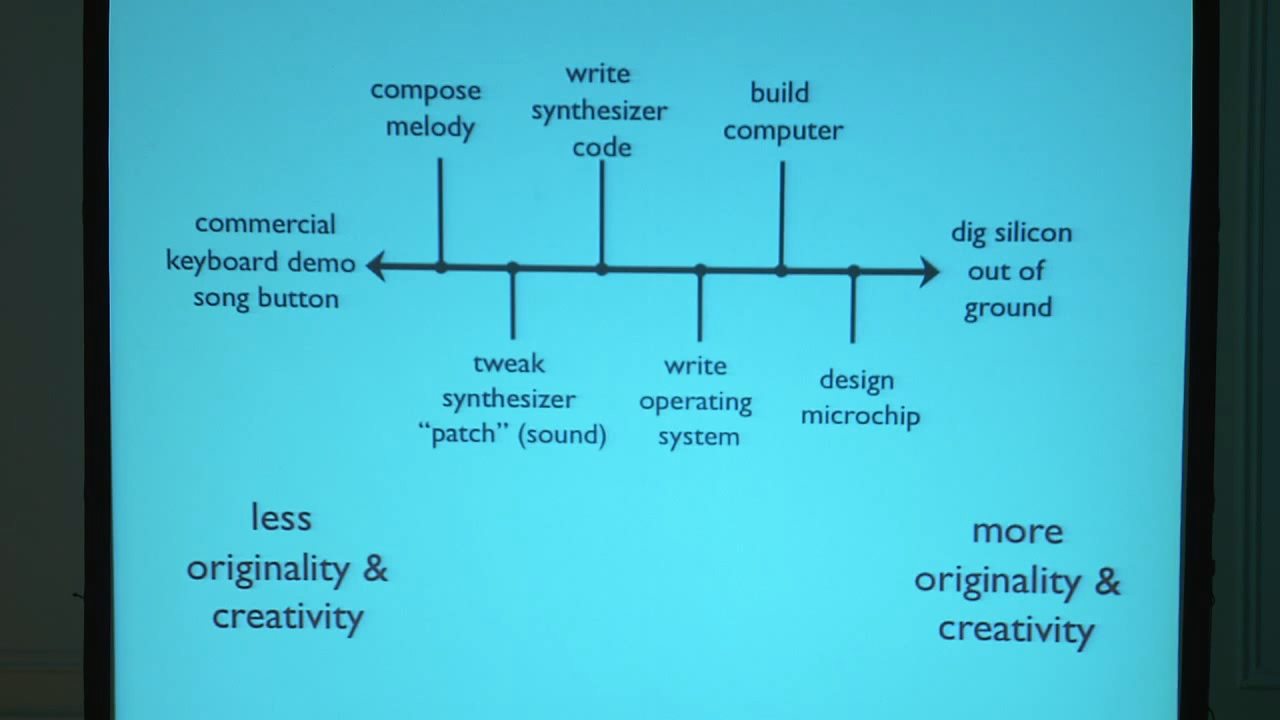 compose
melody
write
synthesizer
code
build
computer
commercial
keyboard demo
song button
dig silicon
out of
ground
tweak
synthesizer
“patch” (sound)
write
operating
system
design
microchip
less
originality &
creativity
more
originality &
creativity